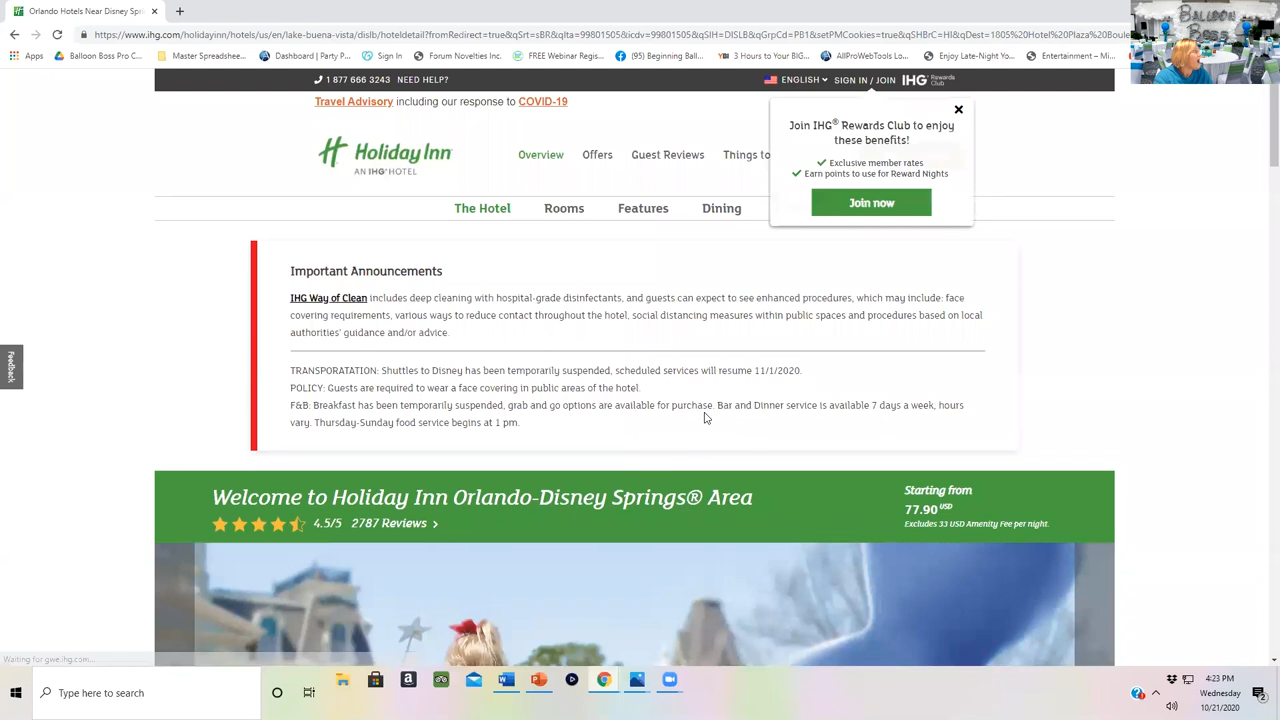 Orlando Hotels Near Disney Spri
https://www.ihg.com/holidayinn/hotels/us/en/lake-buena-vista/dislb/hoteldetail?fromRedirect=true&qSrt=sBR&qIta=99801505&icdv=99801505&qSlH=DISLB&qGrpCd=PB1&setPMCookies=true&qSHBrC=HI&qDest=1805%20Hotel%20Plaza%20Boule
Apps
Balloon Boss Pro C...
Master Spreadshee...
Dashboard | Party P...
Sign In
Forum Novelties Inc.
FREE Webinar Regis...
(95) Beginning Ball...
3 Hours to Your BIG...
AllProWebTools Lo...
Enjoy Late-Night Yo...
Entertainment – Mi...
BALLOON
BOSS
1 877 666 3243 NEED HELP?
ENGLISH
SIGN IN / JOIN
IHG® Rewards Club
Travel Advisory including our response to COVID-19
Join IHG® Rewards Club to enjoy
these benefits!
Exclusive member rates
Earn points to use for Reward Nights
Join now
Holiday Inn
AN IHG® HOTEL
Overview
Offers
Guest Reviews
Things to
The Hotel
Rooms
Features
Dining
Important Announcements
IHG Way of Clean includes deep cleaning with hospital-grade disinfectants, and guests can expect to see enhanced procedures, which may include: face
covering requirements, various ways to reduce contact throughout the hotel, social distancing measures within public spaces and procedures based on local
authorities' guidance and/or advice.
TRANSPORATATION: Shuttles to Disney has been temporarily suspended, scheduled services will resume 11/1/2020.
POLICY: Guests are required to wear a face covering in public areas of the hotel.
F&B: Breakfast has been temporarily suspended, grab and go options are available for purchase. Bar and Dinner service is available 7 days a week, hours
vary. Thursday-Sunday food service begins at 1 pm.
Feedback
Welcome to Holiday Inn Orlando-Disney Springs® Area
4.5/5 2787 Reviews
Starting from
77.90 USD
Excludes 33 USD Amenity Fee per night.
Waiting for gwe.ihg.com...
Type here to search
4:23 PM
Wednesday
10/21/2020
2